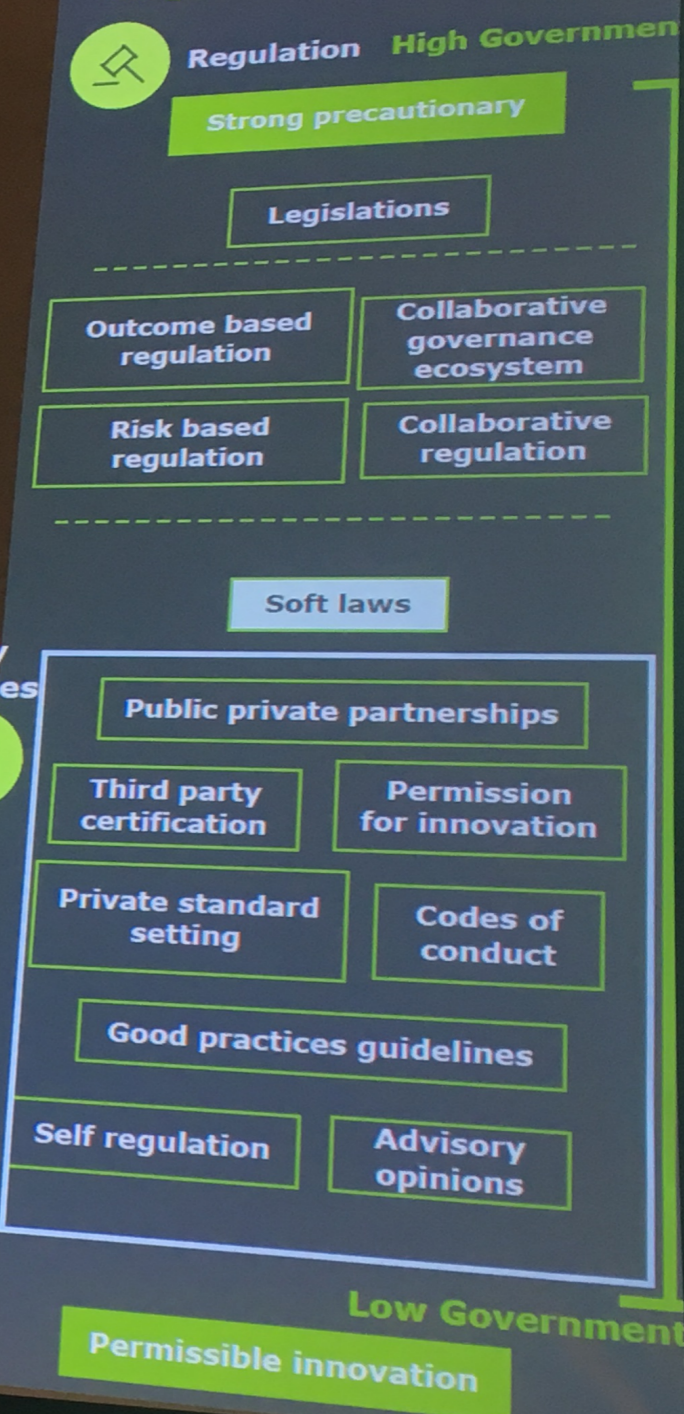 Regulation High Governmen
Strong precautionary
Legislations
Outcome based
regulation
Collaborative
governance
ecosystem
Risk based
regulation
Collaborative
regulation
Soft laws
es
Public private partnerships
Third party
certification
Permission
for innovation
Private standard
setting
Codes of
conduct
Good practices guidelines
Self regulation
Advisory
opinions
Low Government
Permissible innovation